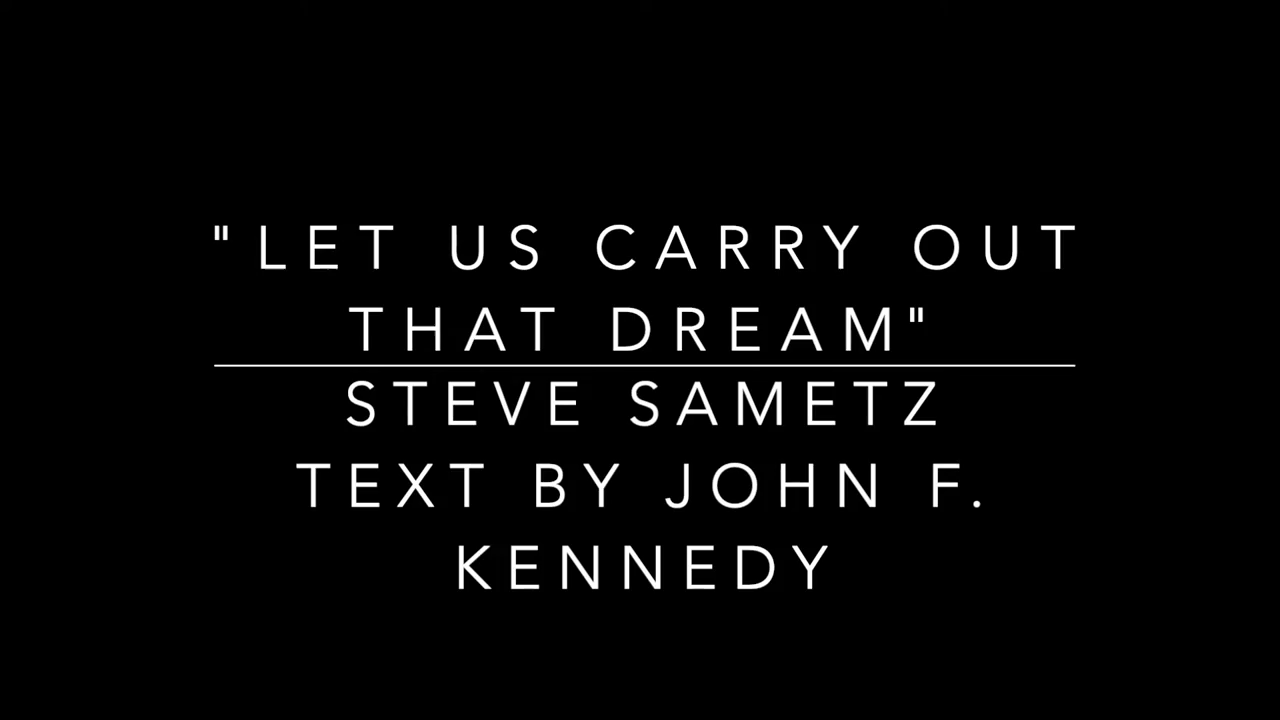 "LET US CARRY OUT
THAT DREAM"
STEVE SAMETZ
TEXT BY JOHN F.
KENNEDY